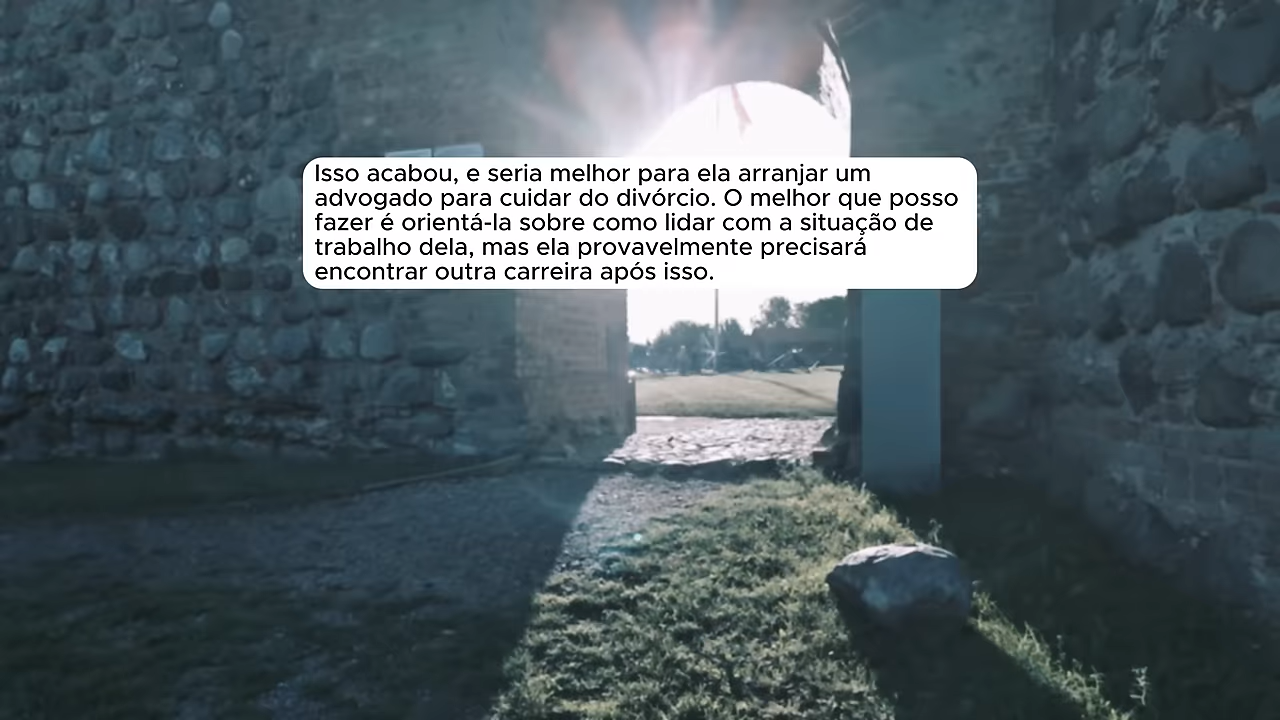 Isso acabou, e seria melhor para ela arranjar um
advogado para cuidar do divórcio. O melhor que posso
fazer é orientá-la sobre como lidar com a situação de
trabalho dela, mas ela provavelmente precisará
encontrar outra carreira após isso.